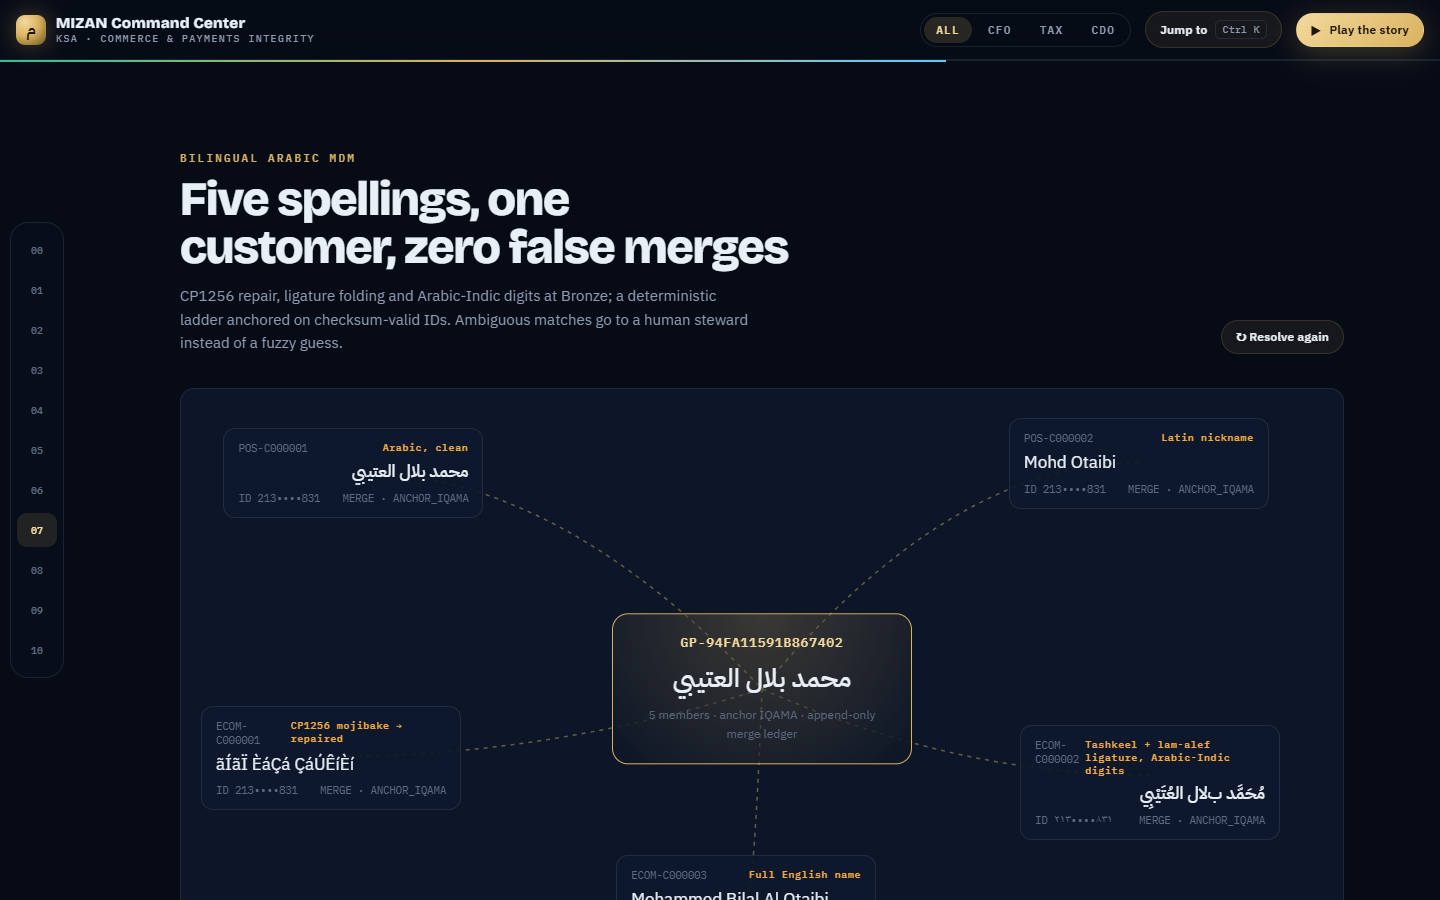 م
MIZAN Command Center
KSA · COMMERCE & PAYMENTS INTEGRITY
ALL
CFO
TAX
CDO
Jump to Ctrl K
▶ Play the story
00
01
02
03
04
05
06
07
08
09
10
BILINGUAL ARABIC MDM
Five spellings, one
customer, zero false merges
CP1256 repair, ligature folding and Arabic-Indic digits at Bronze; a deterministic
ladder anchored on checksum-valid IDs. Ambiguous matches go to a human steward
instead of a fuzzy guess.
↻ Resolve again
POS-C000001 Arabic, clean
محمد بلال العتيبي
ID 213••••831 MERGE · ANCHOR_IQAMA
POS-C000002 Latin nickname
Mohd Otaibi
ID 213••••831 MERGE · ANCHOR_IQAMA
GP-94FA11591B867402
محمد بلال العتيبي
5 members · anchor IQAMA · append-only
merge ledger
ECOM-
C000001
CP1256 mojibake →
repaired
ãÍãÏ ÈáÇá ÇáÚÊíÈí
ID 213••••831 MERGE · ANCHOR_IQAMA
ECOM-
C000002
Tashkeel + lam-alef
ligature, Arabic-Indic
digits
مُحَمَّد بﻼل العُتَيْبِي
ID ٢١٣••••٨٣١ MERGE · ANCHOR_IQAMA
ECOM-C000003 Full English name
Mohammed Bilal Al Otaibi